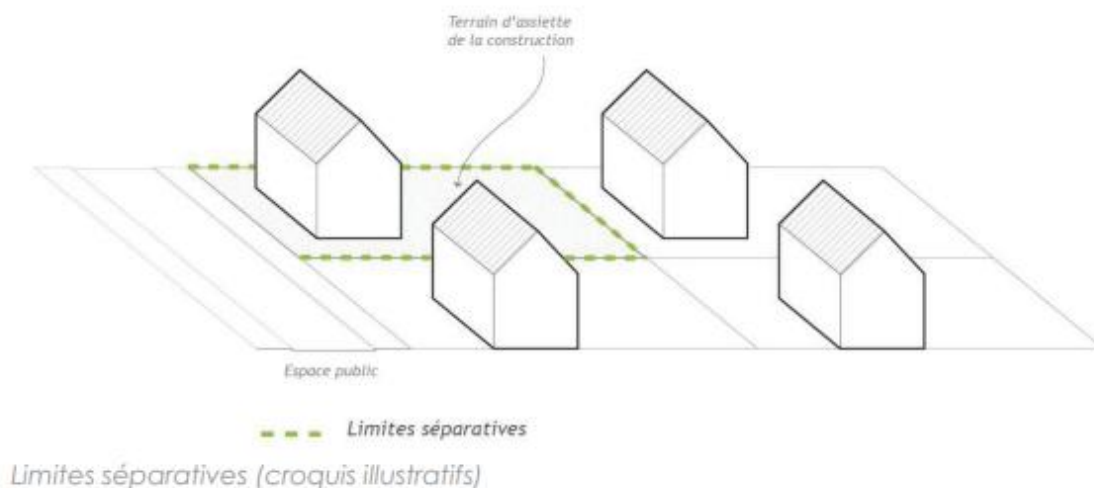 Terrain d'assiette
de la construction
Espace public
Limites séparatives
Limites séparatives (croquis illustratifs)